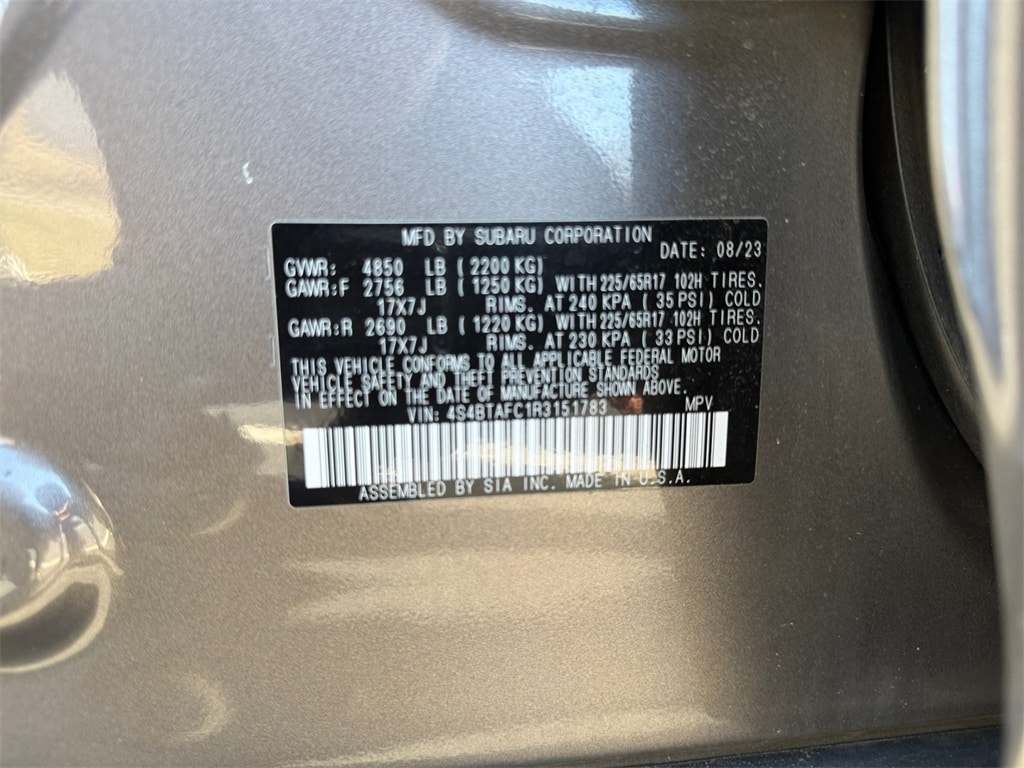 MFD BY SUBARU CORPORATION
DATE: 08/23
GVWR: 4850 LB ( 2200 KG)
GAWR:F 2756 LB ( 1250 KG) WITH 225/65R17 102H TIRES.
17X7J RIMS. AT 240 KPA ( 35 PSI) COLD
GAWR:R 2690 LB ( 1220 KG) WITH 225/65R17 102H TIRES.
17X7J RIMS. AT 230 KPA ( 33 PSI) COLD
THIS VEHICLE CONFORMS TO ALL APPLICABLE FEDERAL MOTOR
VEHICLE SAFETY AND THEFT PREVENTION STANDARDS
IN EFFECT ON THE DATE OF MANUFACTURE SHOWN ABOVE.
VIN: 4S4BTAFC1R3151783 MPV
ASSEMBLED BY SIA INC. MADE IN U.S.A.